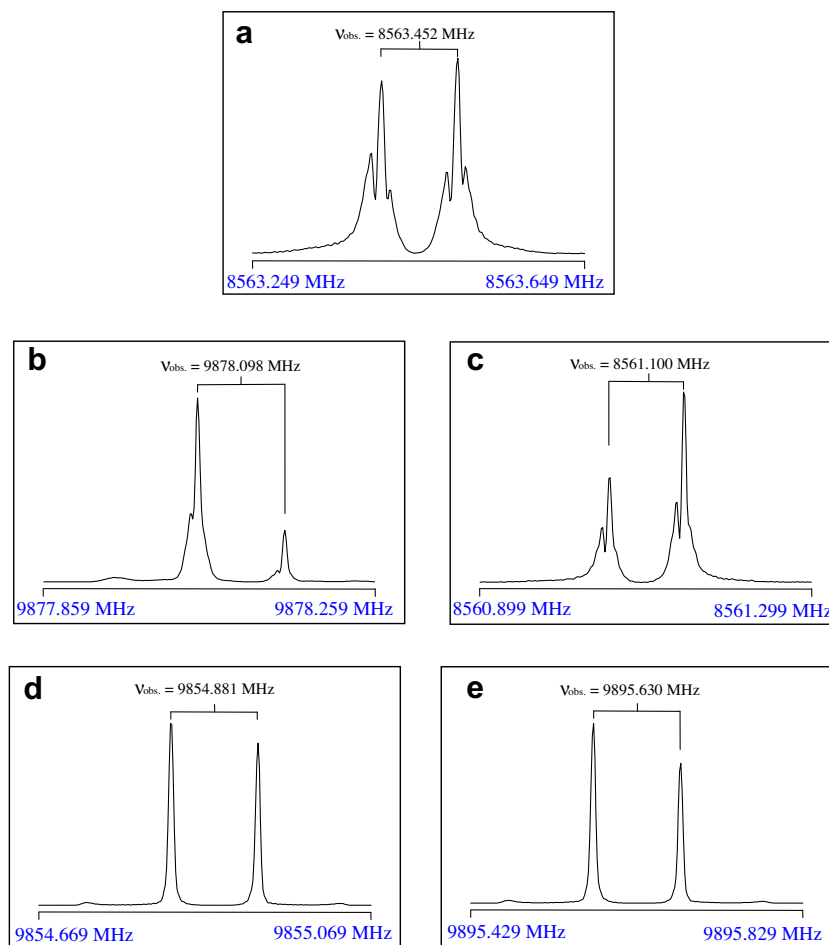 a
νobs. = 8563.452 MHz
8563.249 MHz 8563.649 MHz
b
νobs. = 9878.098 MHz
9877.859 MHz 9878.259 MHz
c
νobs. = 8561.100 MHz
8560.899 MHz 8561.299 MHz
d
νobs. = 9854.881 MHz
9854.669 MHz 9855.069 MHz
e
νobs. = 9895.630 MHz
9895.429 MHz 9895.829 MHz